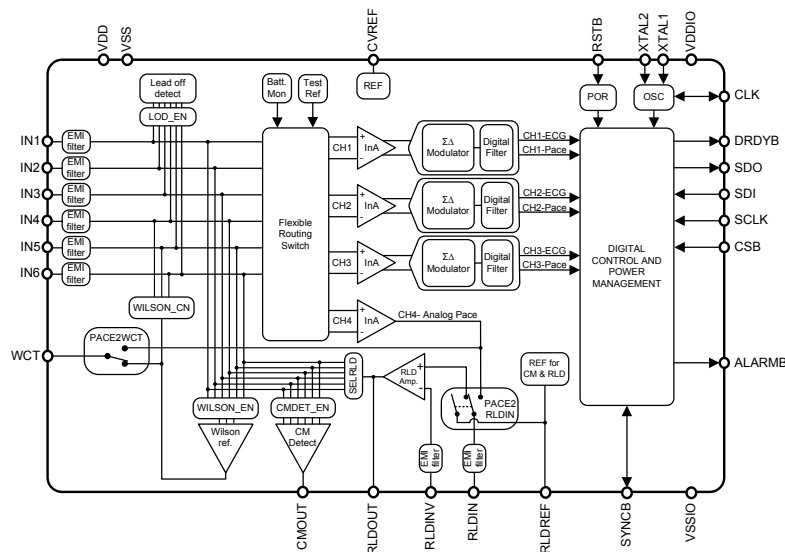 VDD
VSS
CVREF
RSTB
XTAL2
XTAL1
VDDIO
Lead off
detect
LOD_EN
Batt.
Mon
Test
Ref
REF
POR
OSC
CLK
IN1
EMI
filter
IN2
EMI
filter
IN3
EMI
filter
IN4
EMI
filter
IN5
EMI
filter
IN6
EMI
filter
Flexible
Routing
Switch
CH1
+
-
InA
ΣΔ
Modulator
Digital
Filter
CH1-ECG
CH1-Pace
CH2
+
-
InA
ΣΔ
Modulator
Digital
Filter
CH2-ECG
CH2-Pace
CH3
+
-
InA
ΣΔ
Modulator
Digital
Filter
CH3-ECG
CH3-Pace
CH4
+
-
InA
CH4- Analog Pace
DIGITAL
CONTROL AND
POWER
MANAGEMENT
DRDYB
SDO
SDI
SCLK
CSB
ALARMB
WILSON_CN
PACE2WCT
WCT
WILSON_EN
Wilson
ref.
CMDET_EN
CM
Detect
SELRLD
RLD
Amp.
+
-
PACE2
RLDIN
REF for
CM & RLD
EMI
filter
EMI
filter
CMOUT
RLDOUT
RLDINV
RLDIN
RLDREF
SYNCB
VSSIO